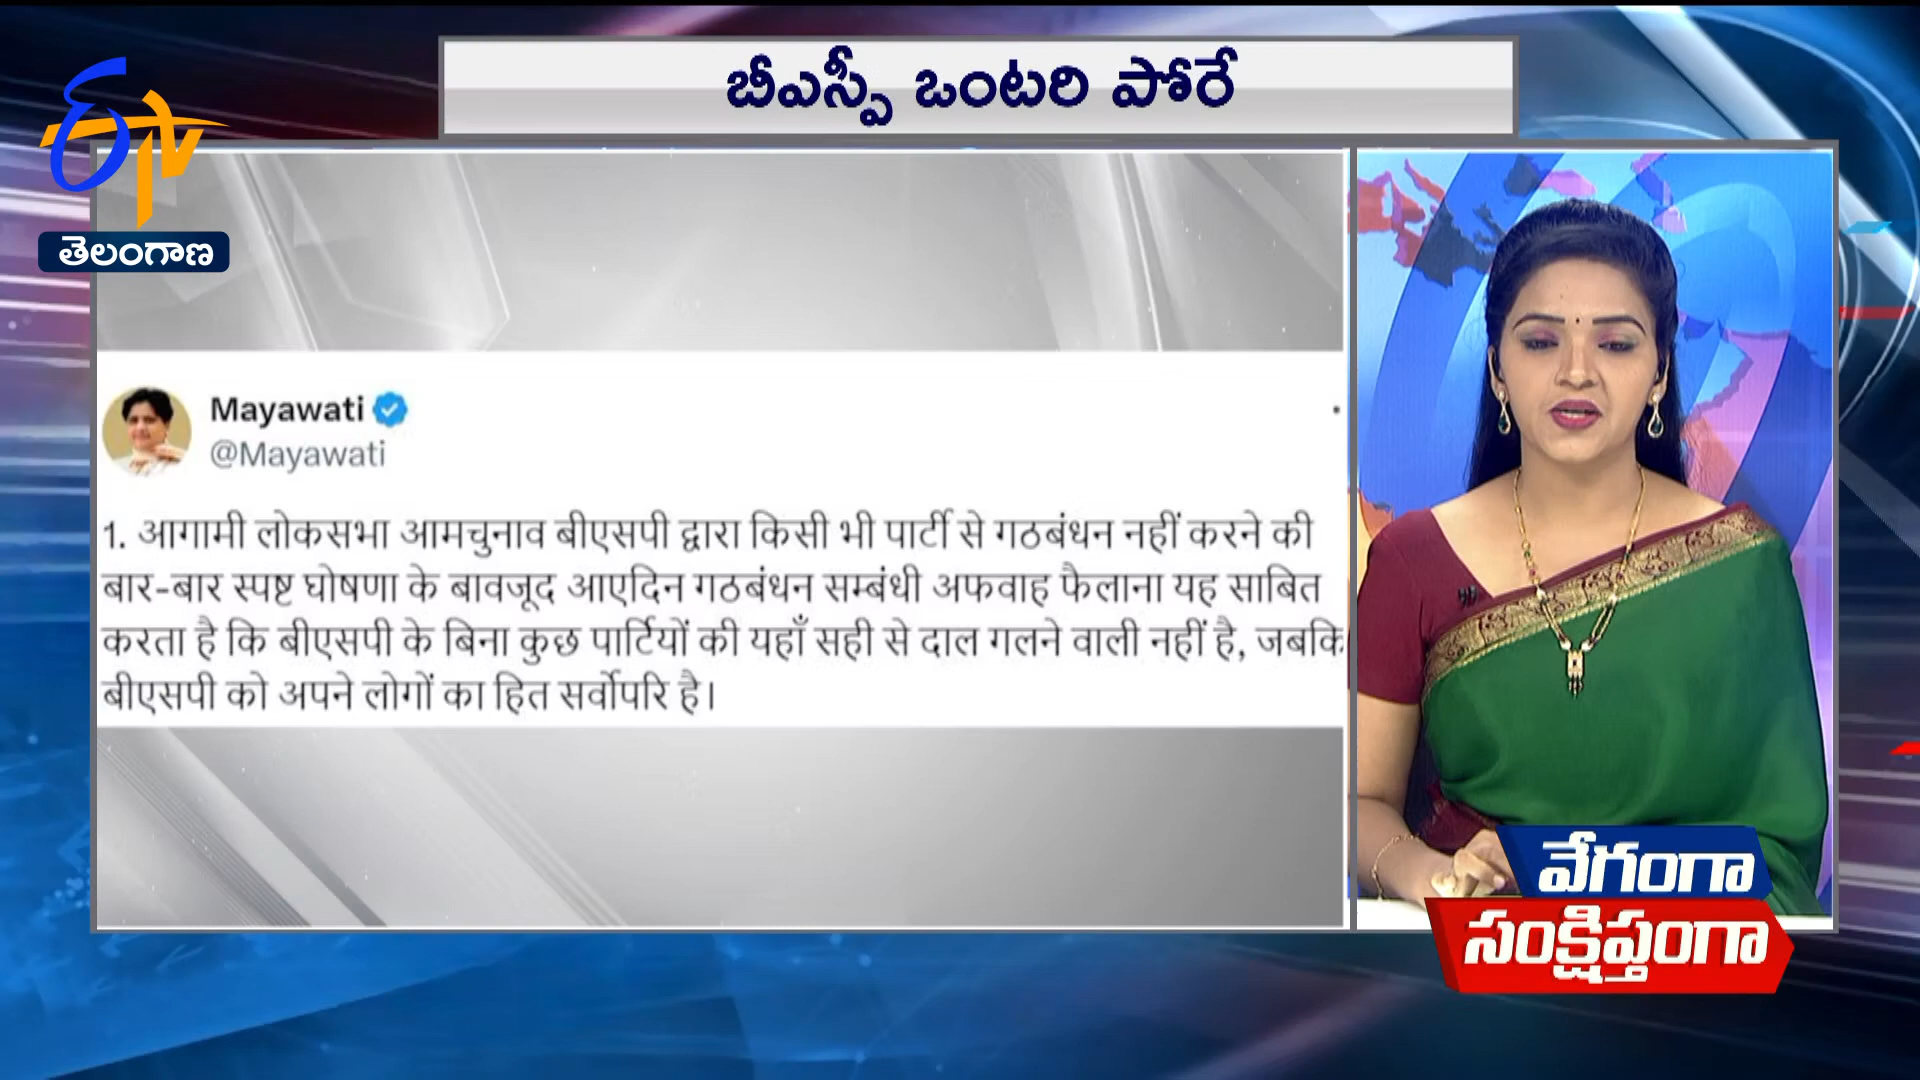 బీఎస్పీ ఒంటరి పోరే
ETV
తెలంగాణ
Mayawati
@Mayawati
1. आगामी लोकसभा आमचुनाव बीएसपी द्वारा किसी भी पार्टी से गठबंधन नहीं करने की
बार-बार स्पष्ट घोषणा के बावजूद आएदिन गठबंधन सम्बंधी अफवाह फैलाना यह साबित
करता है कि बीएसपी के बिना कुछ पार्टियों की यहाँ सही से दाल गलने वाली नहीं है, जबकि
बीएसपी को अपने लोगों का हित सर्वोपरि है।
వేగంగా
సంక్షిప్తంగా